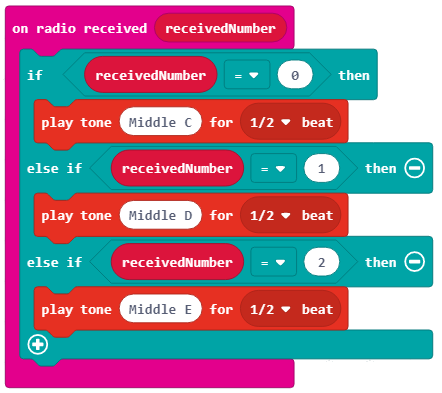 on radio received receivedNumber
if receivedNumber = 0 then
play tone Middle C for 1/2 beat
else if receivedNumber = 1 then
play tone Middle D for 1/2 beat
else if receivedNumber = 2 then
play tone Middle E for 1/2 beat